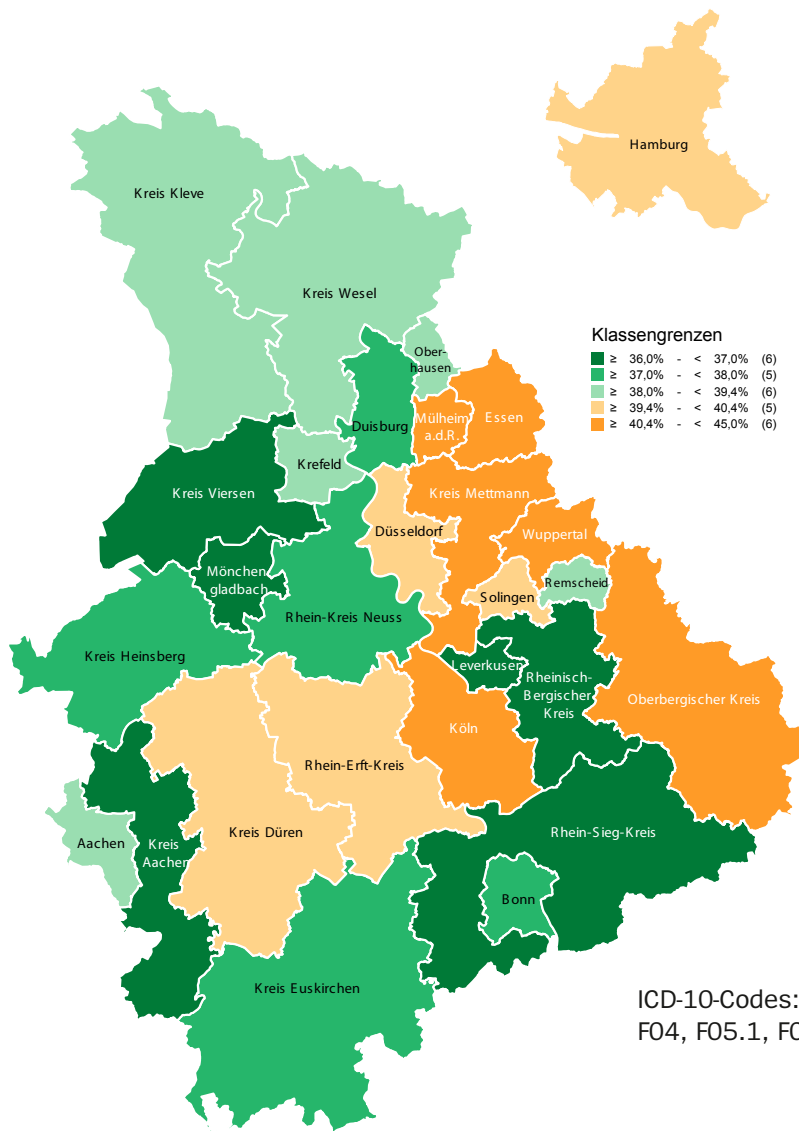 Hamburg
Kreis Kleve
Kreis Wesel
Klassengrenzen
≥ 36,0% - < 37,0% (6)
≥ 37,0% - < 38,0% (5)
≥ 38,0% - < 39,4% (6)
≥ 39,4% - < 40,4% (5)
≥ 40,4% - < 45,0% (6)
Ober-
hausen
Duisburg
Mülheim
a.d.R.
Essen
Krefeld
Kreis Viersen
Kreis Mettmann
Düsseldorf
Wuppertal
Mönchen
gladbach
Remscheid
Solingen
Rhein-Kreis Neuss
Kreis Heinsberg
Leverkusen
Rheinisch-
Bergischer
Kreis
Oberbergischer Kreis
Köln
Rhein-Erft-Kreis
Kreis Düren
Rhein-Sieg-Kreis
Aachen
Kreis
Aachen
Bonn
Kreis Euskirchen
ICD-10-Codes:
F04, F05.1,